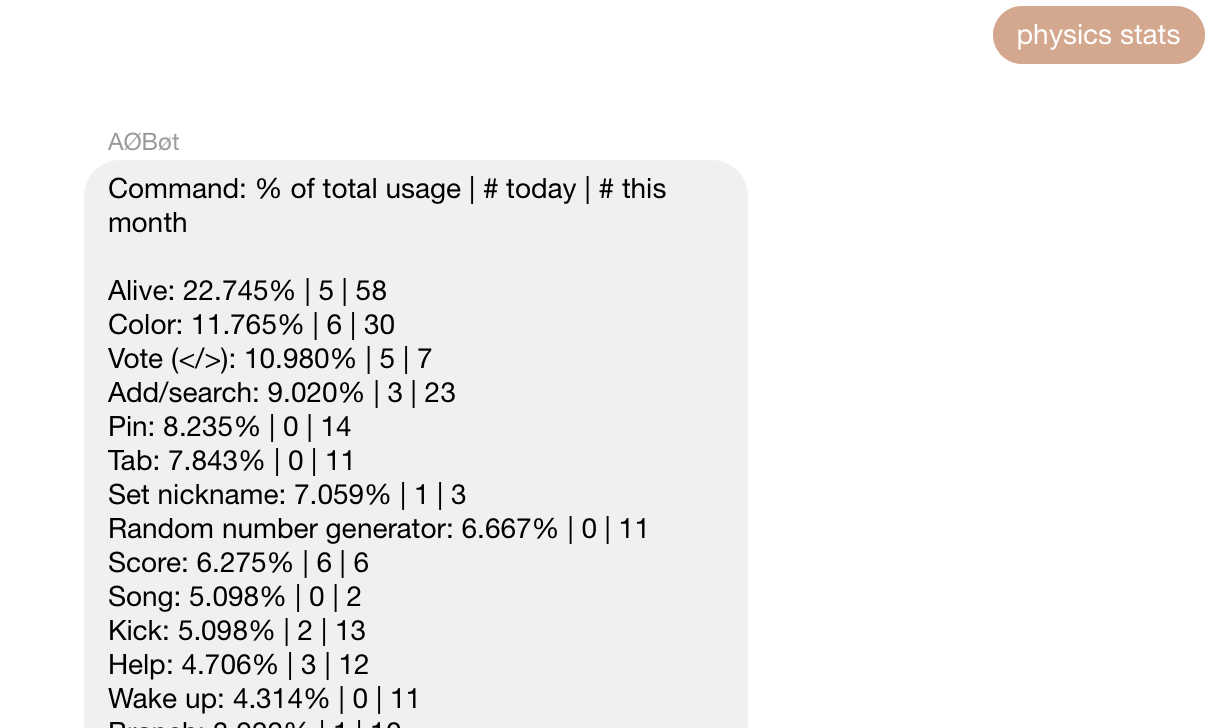 physics stats
AØBøt
Command: % of total usage | # today | # this
month
Alive: 22.745% | 5 | 58
Color: 11.765% | 6 | 30
Vote (</>): 10.980% | 5 | 7
Add/search: 9.020% | 3 | 23
Pin: 8.235% | 0 | 14
Tab: 7.843% | 0 | 11
Set nickname: 7.059% | 1 | 3
Random number generator: 6.667% | 0 | 11
Score: 6.275% | 6 | 6
Song: 5.098% | 0 | 2
Kick: 5.098% | 2 | 13
Help: 4.706% | 3 | 12
Wake up: 4.314% | 0 | 11